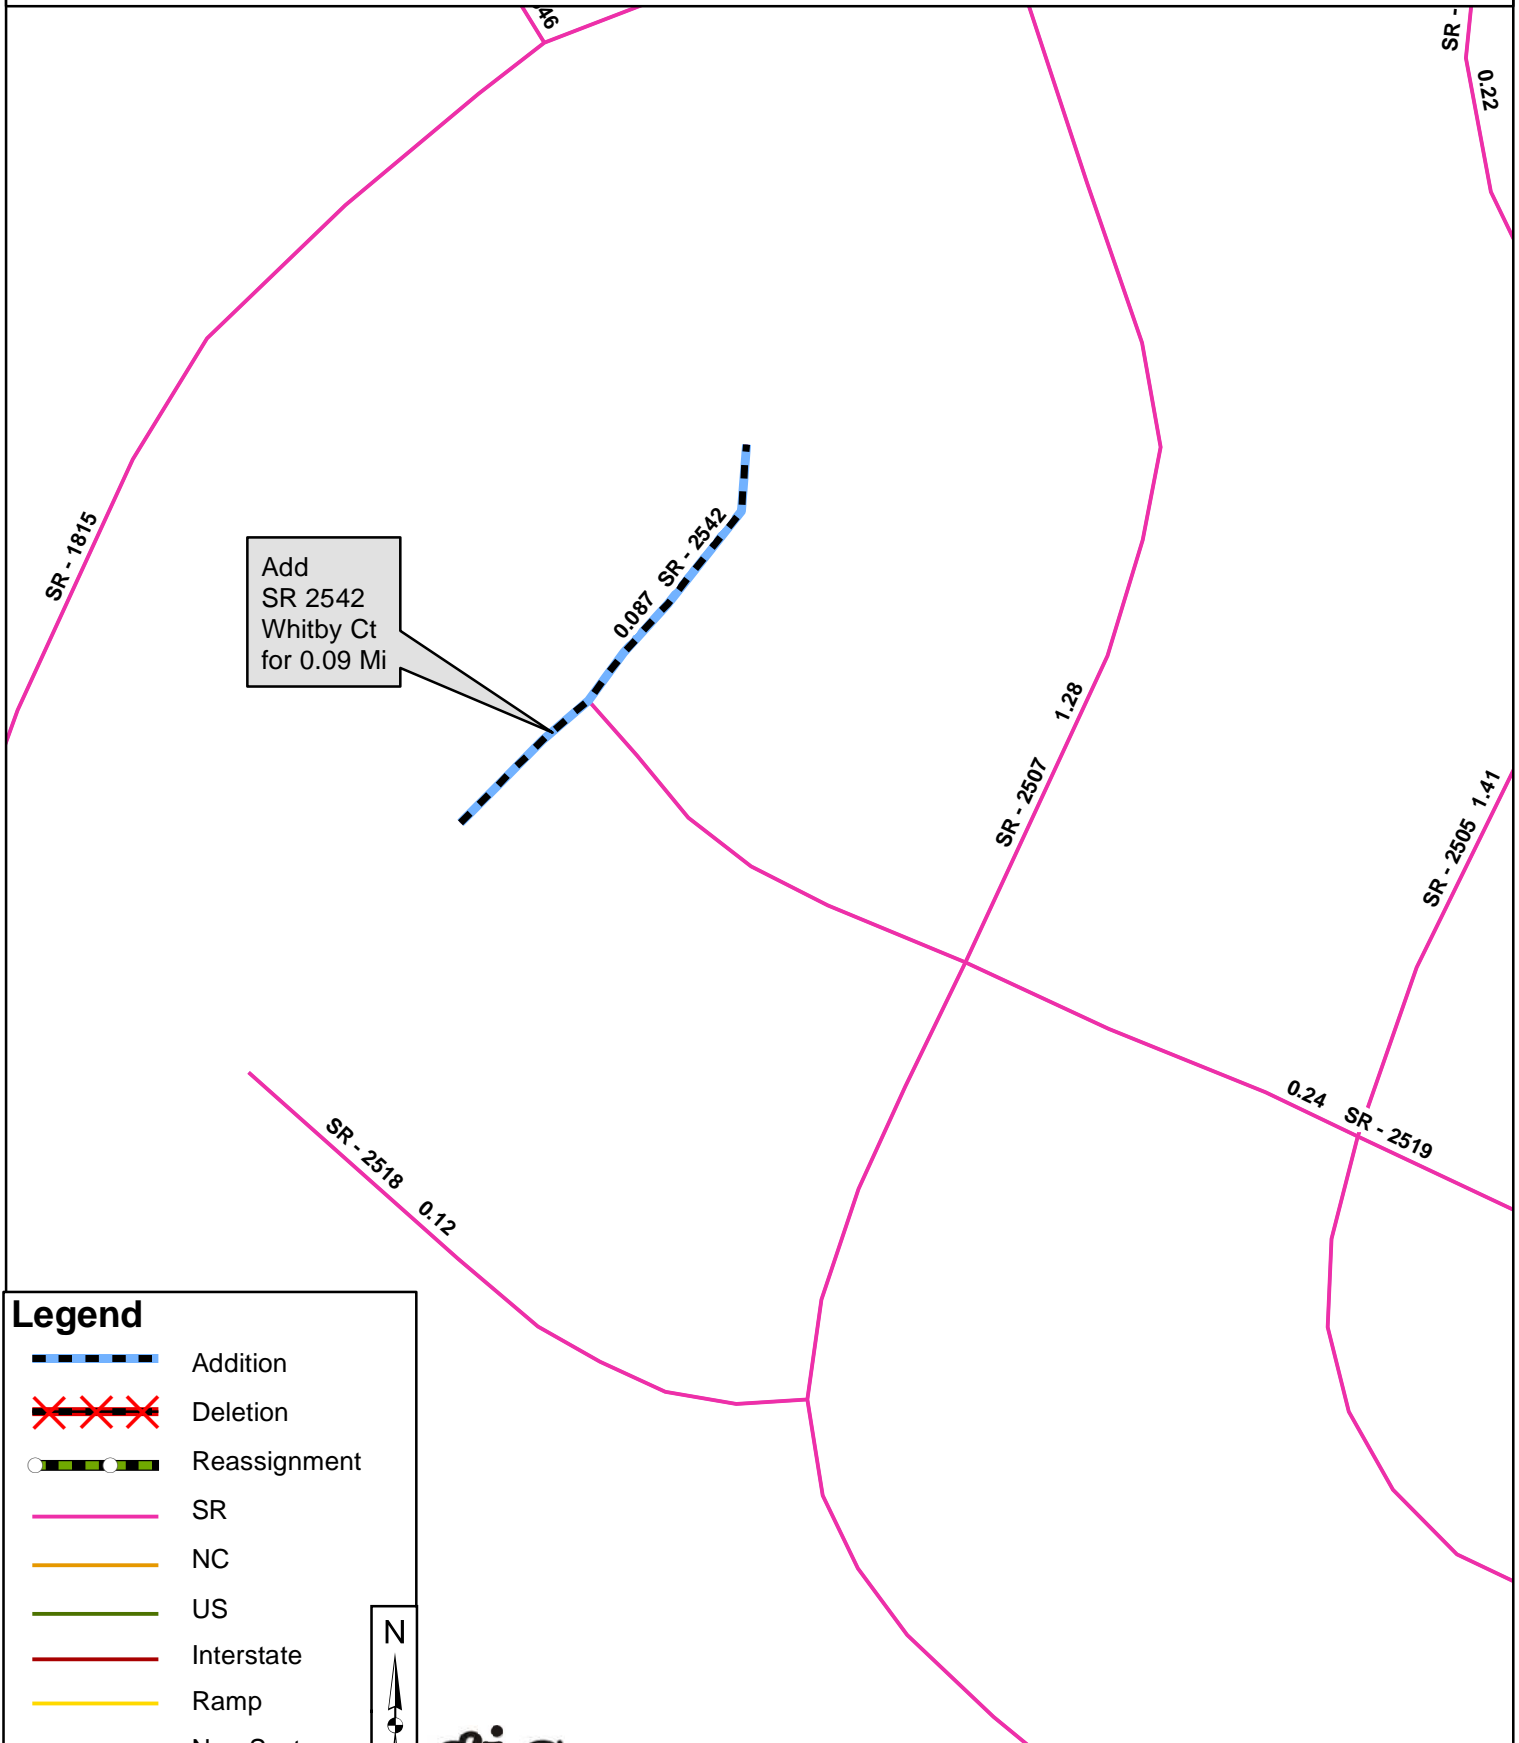 SR -
0.22
SR - 1815
SR - 2542
0.087
Add
SR 2542
Whitby Ct
for 0.09 Mi
1.28
SR - 2507
SR - 2505 1.41
0.24 SR - 2519
SR - 2518 0.12
Legend
Addition
Deletion
Reassignment
SR
NC
US
Interstate
Ramp
N